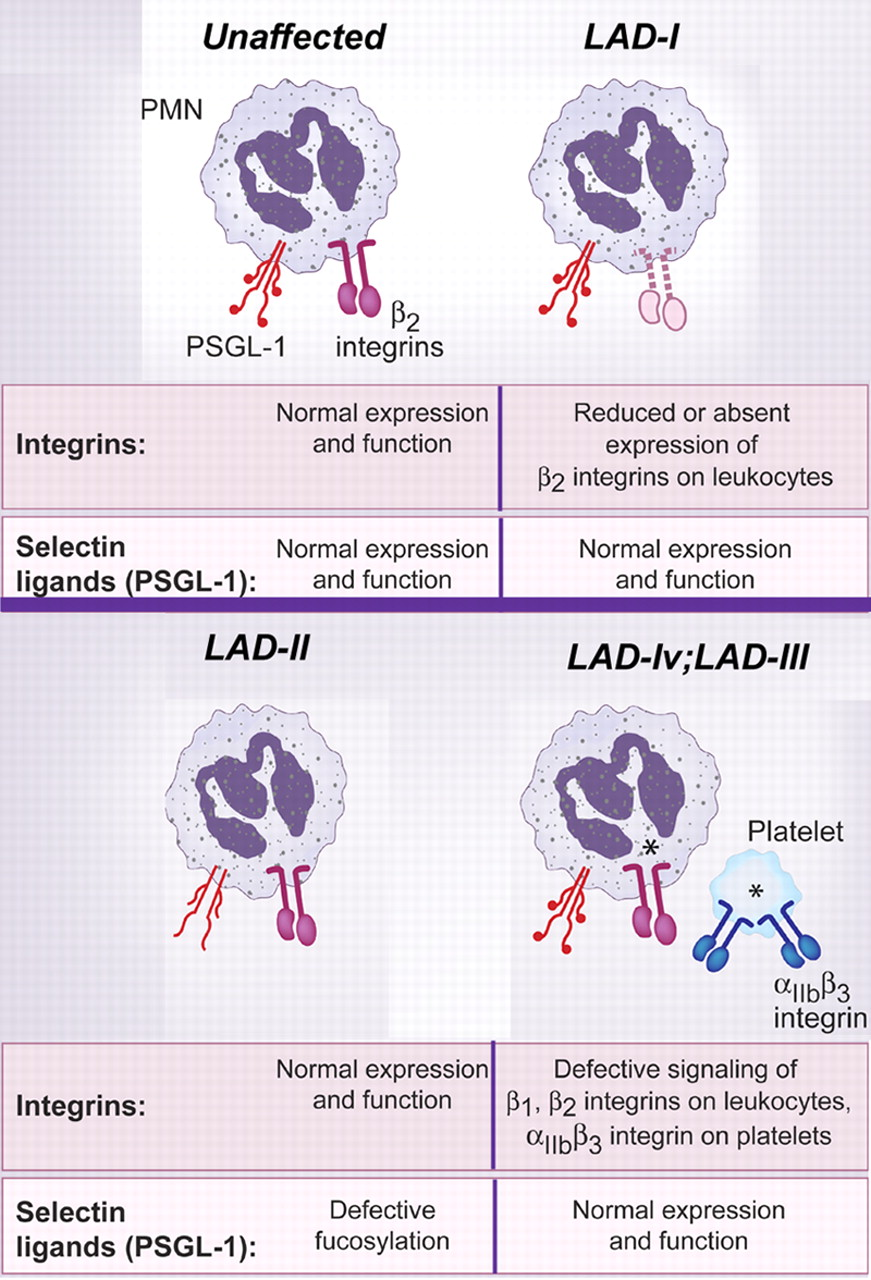 Unaffected
LAD-I
PMN
PSGL-1
β2
integrins
Integrins:
Normal expression
and function
Reduced or absent
expression of
β2 integrins on leukocytes
Selectin
ligands (PSGL-1):
Normal expression
and function
Normal expression
and function
LAD-II
LAD-Iv;LAD-III
*
Platelet
*
αIIbβ3
integrin
Integrins:
Normal expression
and function
Defective signaling of
β1, β2 integrins on leukocytes,
αIIbβ3 integrin on platelets
Selectin
ligands (PSGL-1):
Defective
fucosylation
Normal expression
and function